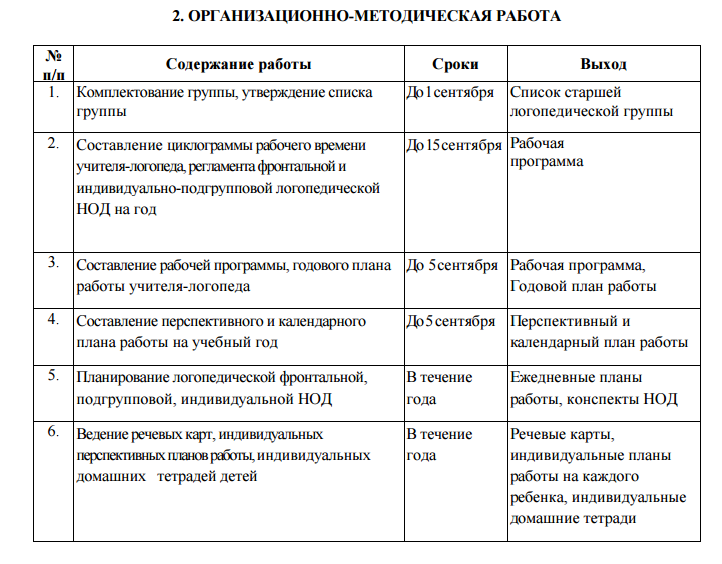 2. ОРГАНИЗАЦИОННО-МЕТОДИЧЕСКАЯ РАБОТА
№
п/п
Содержание работы
Сроки
Выход
1.
Комплектование группы, утверждение списка
группы
До 1 сентября
Список старшей
логопедической группы
2.
Составление циклограммы рабочего времени
учителя-логопеда, регламента фронтальной и
индивидуально-подгрупповой логопедической
НОД на год
До 15 сентября
Рабочая
программа
3.
Составление рабочей программы, годового плана
работы учителя-логопеда
До 5 сентября
Рабочая программа,
Годовой план работы
4.
Составление перспективного и календарного
плана работы на учебный год
До 5 сентября
Перспективный и
календарный план работы
5.
Планирование логопедической фронтальной,
подгрупповой, индивидуальной НОД
В течение
года
Ежедневные планы
работы, конспекты НОД
6.
Ведение речевых карт, индивидуальных
перспективных планов работы, индивидуальных
домашних тетрадей детей
В течение
года
Речевые карты,
индивидуальные планы
работы на каждого
ребенка, индивидуальные
домашние тетради